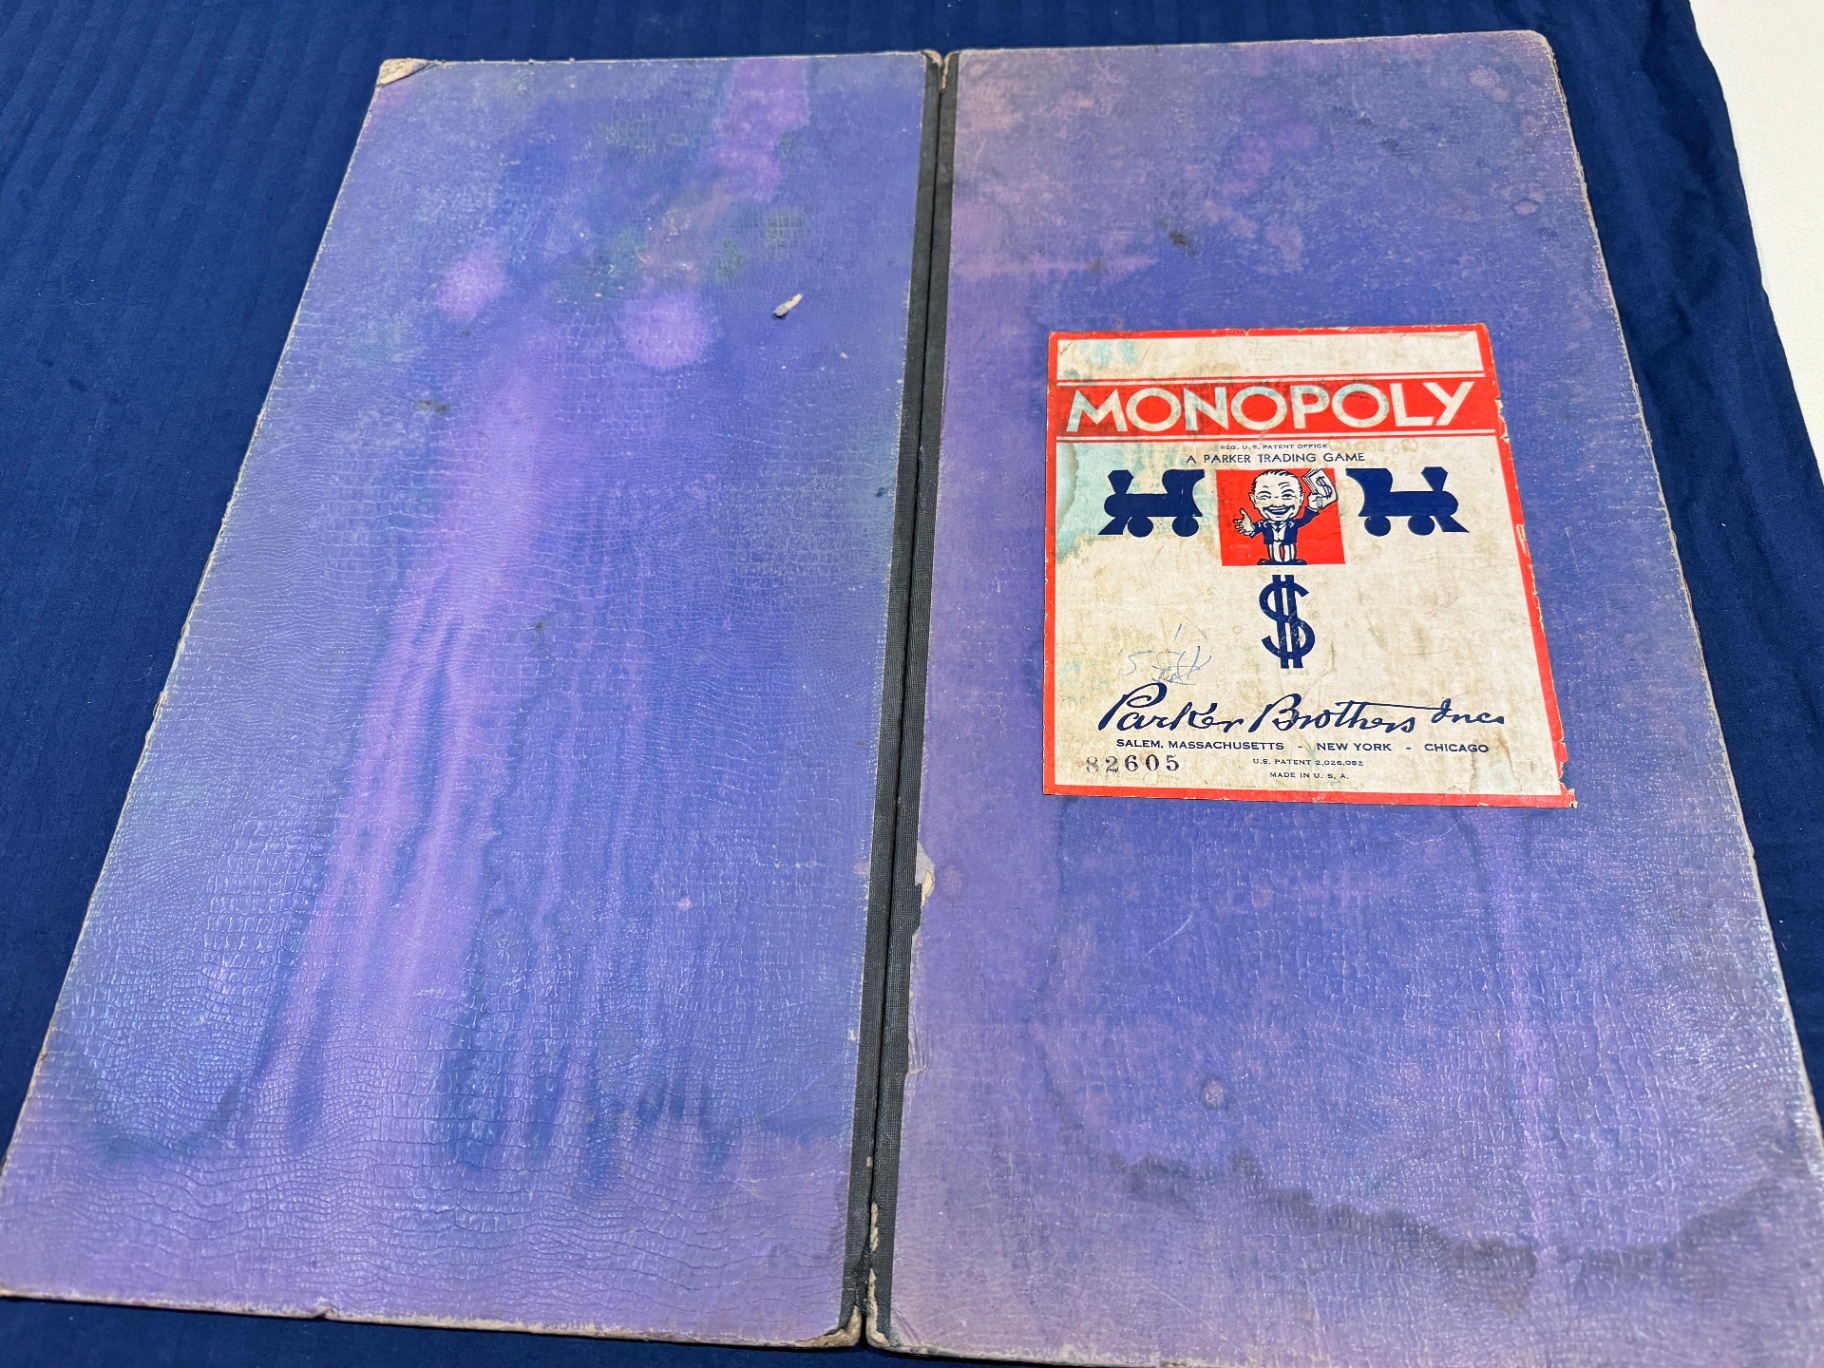 MONOPOLY
REG. U. S. PATENT OFFICE
A PARKER TRADING GAME
$
$
Parker Brothers Inc.
SALEM, MASSACHUSETTS - NEW YORK - CHICAGO
82605
U.S. PATENT 2,026,082
MADE IN U. S. A.